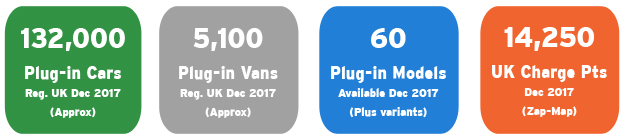 132,000
Plug-in Cars
Reg. UK Dec 2017
(Approx)
5,100
Plug-in Vans
Reg. UK Dec 2017
(Approx)
60
Plug-in Models
Available Dec 2017
(Plus variants)
14,250
UK Charge Pts
Dec 2017
(Zap-Map)